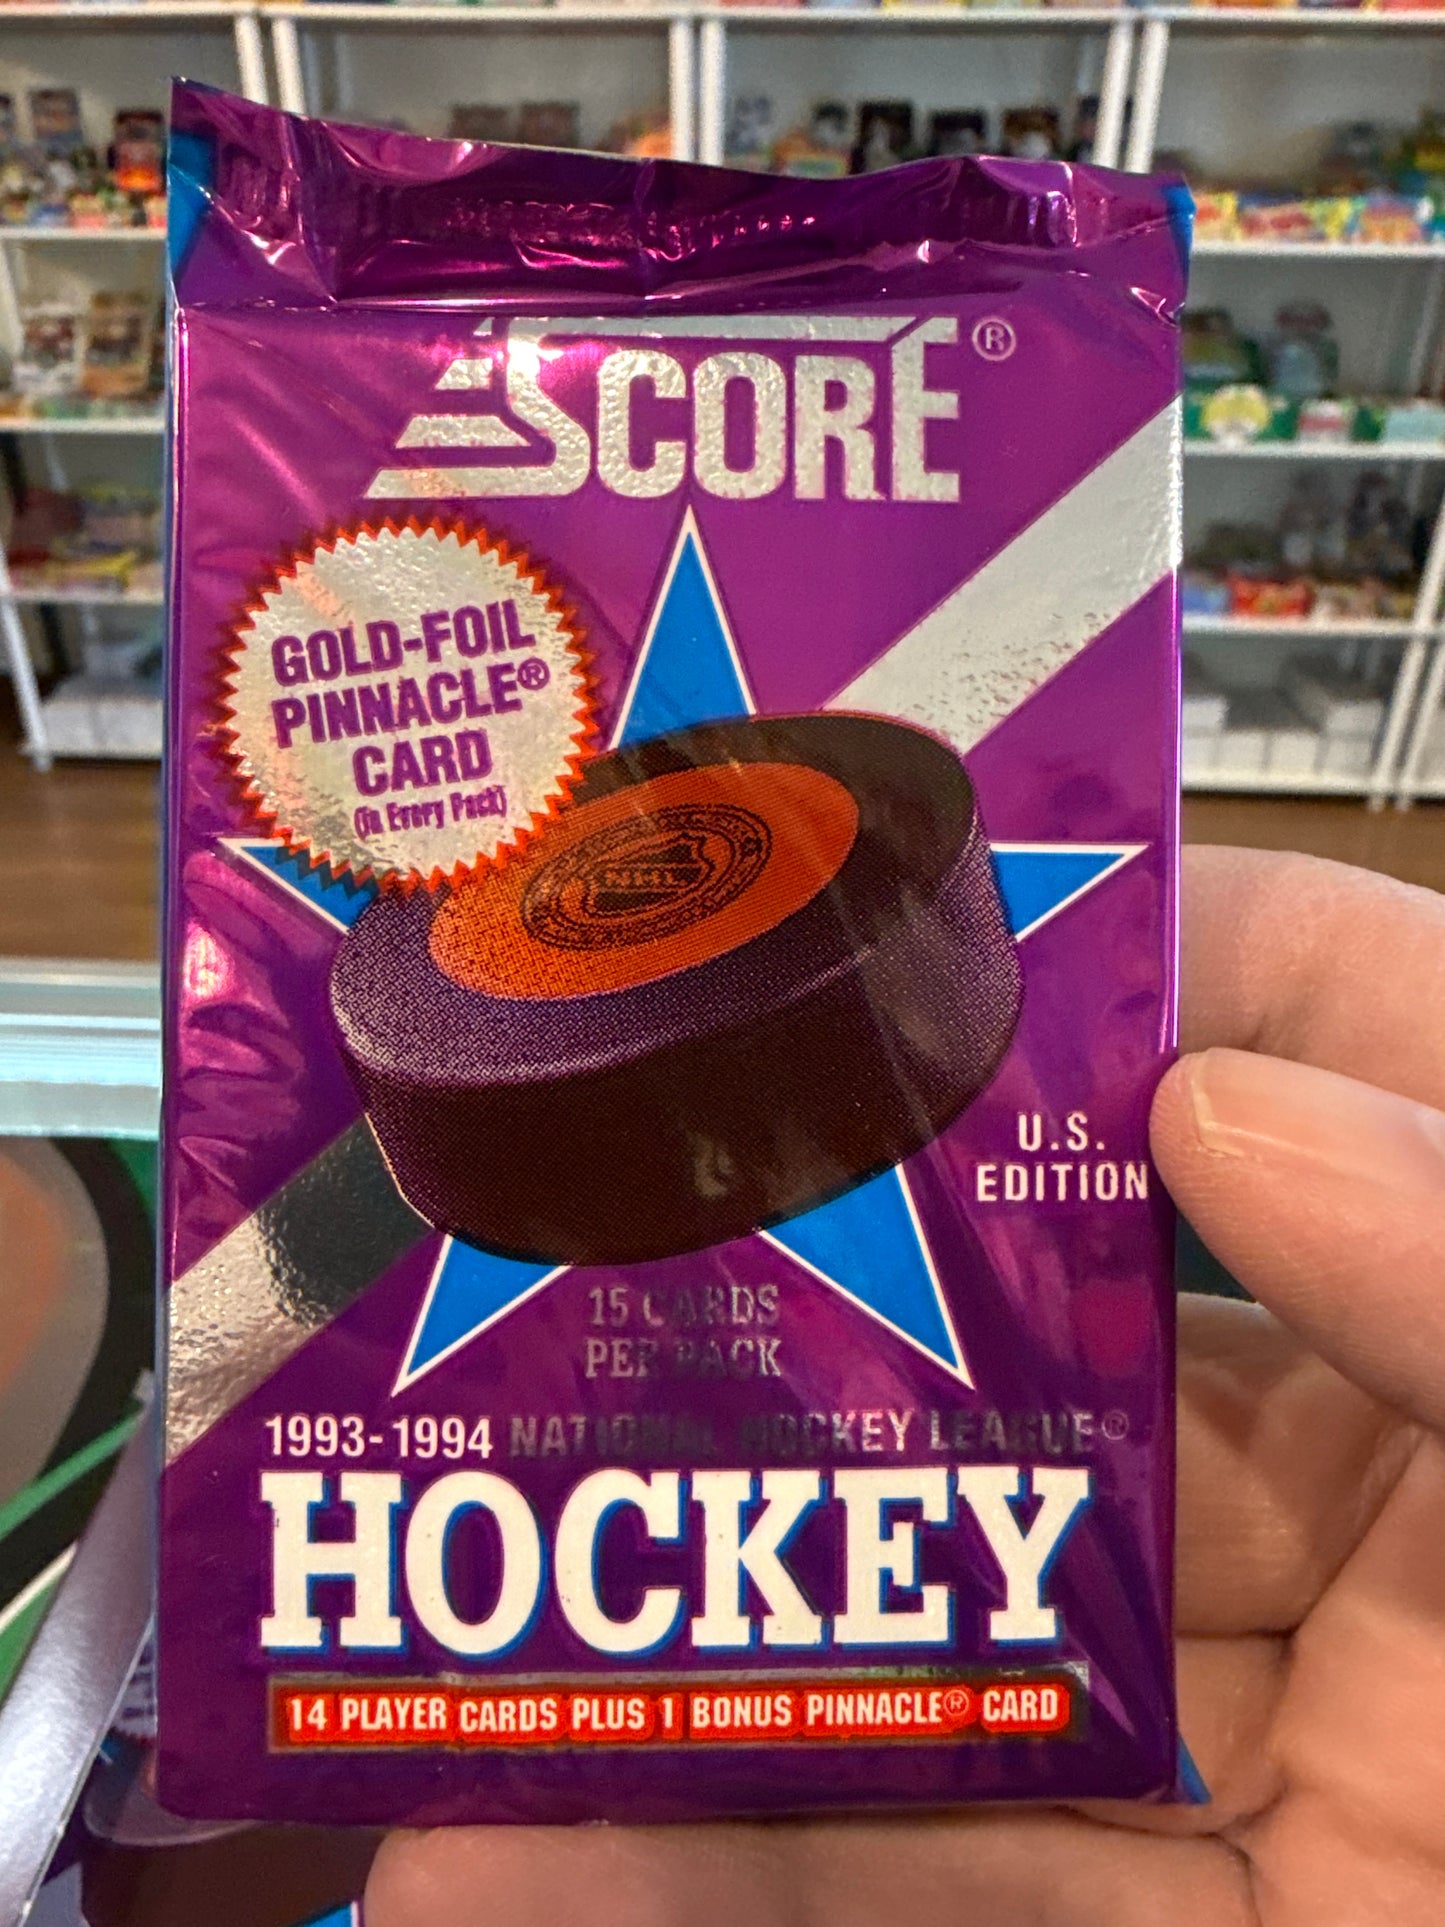 SCORE®
GOLD-FOIL
PINNACLE®
CARD
(In Every Pack)
NHL
U.S.
EDITION
15 CARDS
PER PACK
1993-1994 NATIONAL HOCKEY LEAGUE®
HOCKEY
14 PLAYER CARDS PLUS 1 BONUS PINNACLE® CARD